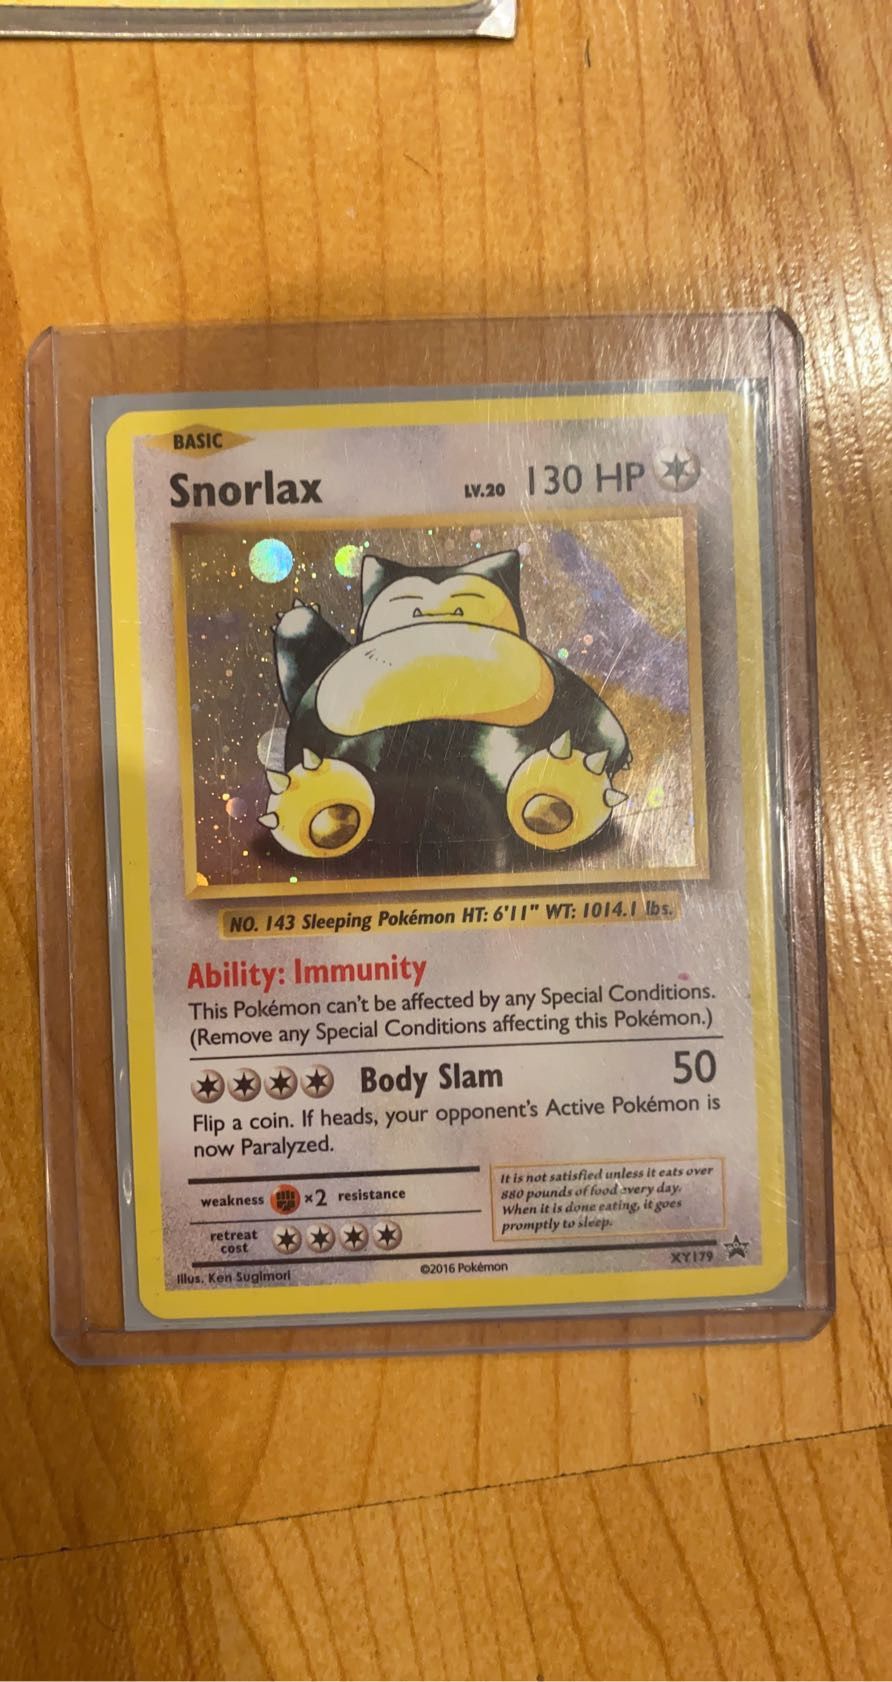 BASIC
Snorlax LV.20 130 HP
NO. 143 Sleeping Pokémon HT: 6'11" WT: 1014.1 lbs.
Ability: Immunity
This Pokémon can't be affected by any Special Conditions.
(Remove any Special Conditions affecting this Pokémon.)
Body Slam 50
Flip a coin. If heads, your opponent's Active Pokémon is
now Paralyzed.
weakness ×2 resistance
retreat
cost
It is not satisfied unless it eats over
880 pounds of food every day.
When it is done eating, it goes
promptly to sleep.
Illus. Ken Sugimori
©2016 Pokémon
XY179